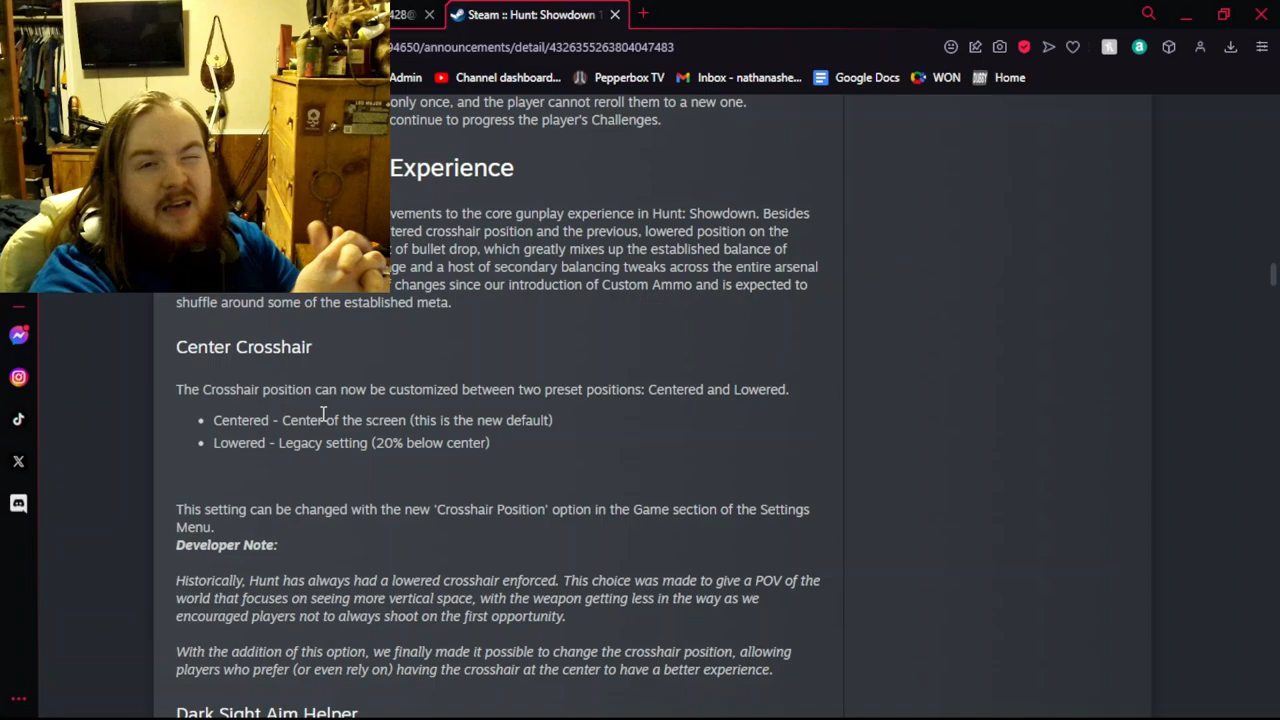 428@
Steam :: Hunt: Showdown 1
04650/announcements/detail/4326355263804047483
Admin
Channel dashboard...
Pepperbox TV
Inbox - nathanashe...
Google Docs
WON
Home
only once, and the player cannot reroll them to a new one.
continue to progress the player's Challenges.
Experience
vements to the core gunplay experience in Hunt: Showdown. Besides
tered crosshair position and the previous, lowered position on the
t of bullet drop, which greatly mixes up the established balance of
ge and a host of secondary balancing tweaks across the entire arsenal
changes since our introduction of Custom Ammo and is expected to
shuffle around some of the established meta.
Center Crosshair
The Crosshair position can now be customized between two preset positions: Centered and Lowered.
• Centered - Center of the screen (this is the new default)
• Lowered - Legacy setting (20% below center)
This setting can be changed with the new 'Crosshair Position' option in the Game section of the Settings
Menu.
Developer Note:
Historically, Hunt has always had a lowered crosshair enforced. This choice was made to give a POV of the
world that focuses on seeing more vertical space, with the weapon getting less in the way as we
encouraged players not to always shoot on the first opportunity.
With the addition of this option, we finally made it possible to change the crosshair position, allowing
players who prefer (or even rely on) having the crosshair at the center to have a better experience.
Dark Sight Aim Helper